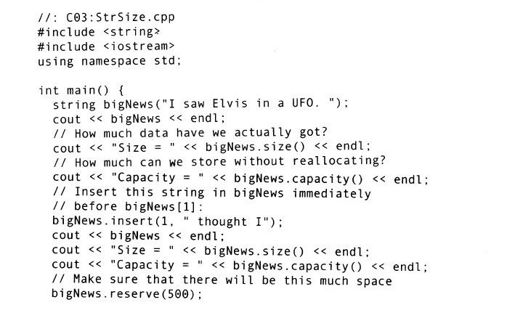 //: C03:StrSize.cpp
#include <string>
#include <iostream>
using namespace std;

int main() {
  string bigNews("I saw Elvis in a UFO. ");
  cout << bigNews << endl;
  // How much data have we actually got?
  cout << "Size = " << bigNews.size() << endl;
  // How much can we store without reallocating?
  cout << "Capacity = " << bigNews.capacity() << endl;
  // Insert this string in bigNews immediately
  // before bigNews[1]:
  bigNews.insert(1, " thought I");
  cout << bigNews << endl;
  cout << "Size = " << bigNews.size() << endl;
  cout << "Capacity = " << bigNews.capacity() << endl;
  // Make sure that there will be this much space
  bigNews.reserve(500);